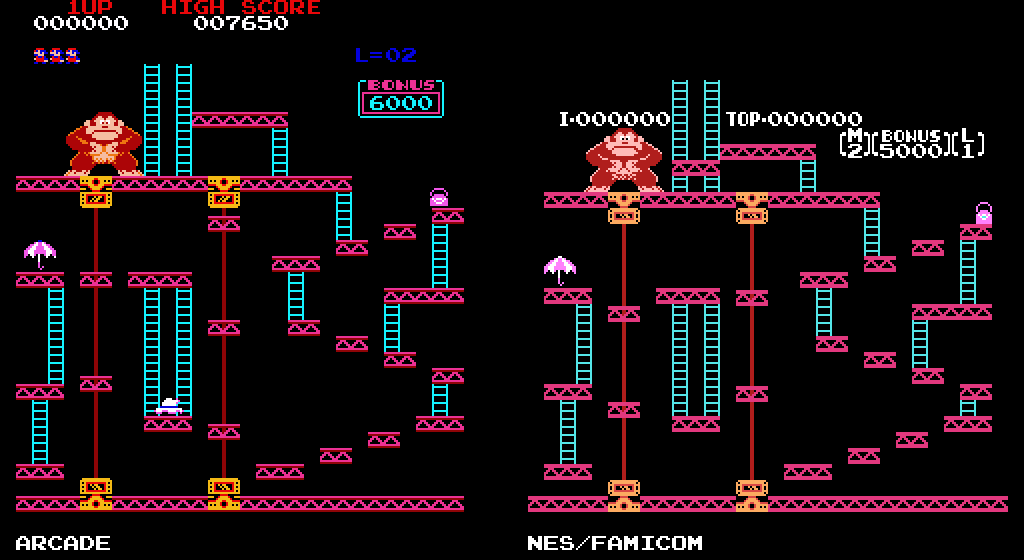 1UP HIGH SCORE
000000 007650
L=02
BONUS
6000
I-000000 TOP-000000
M BONUS L
2 5000 1
ARCADE
NES/FAMICOM